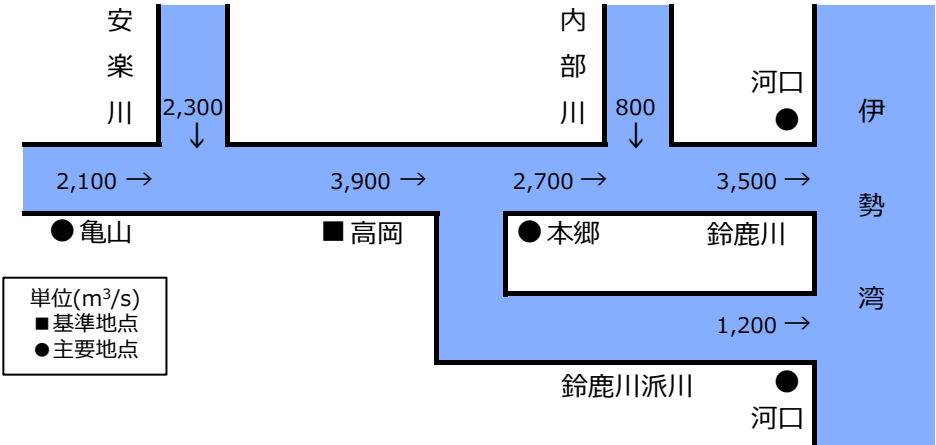 安楽川
内部川
河口
伊勢湾
2,300
↓
800
↓
2,100 →
3,900 →
2,700 →
3,500 →
●亀山
■高岡
●本郷
鈴鹿川
単位(m³/s)
■基準地点
●主要地点
1,200 →
鈴鹿川派川
河口